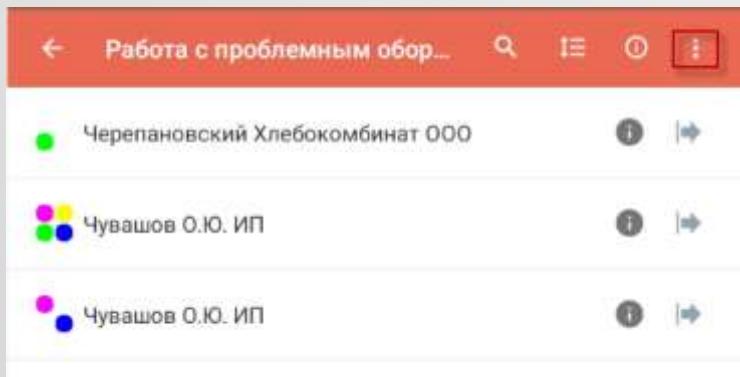 Работа с проблемным обор...
Черепановский Хлебокомбинат ООО
Чувашов О.Ю. ИП
Чувашов О.Ю. ИП